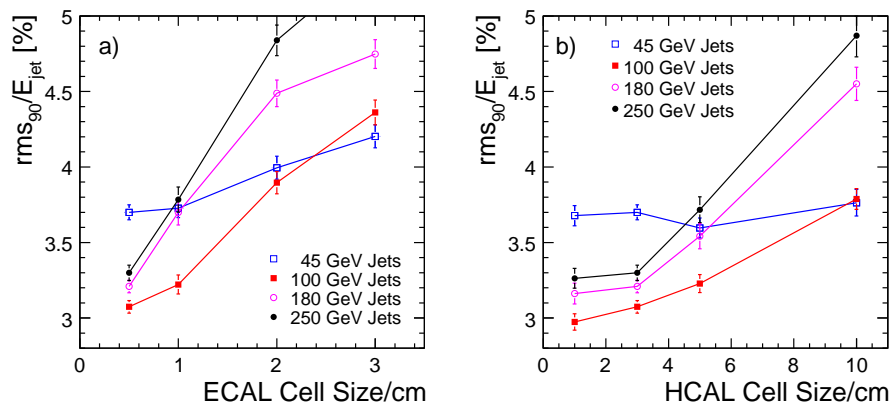 a)
rms90/Ejet [%]
5
4.5
4
3.5
3
0 1 2 3
ECAL Cell Size/cm
45 GeV Jets
100 GeV Jets
180 GeV Jets
250 GeV Jets
b)
rms90/Ejet [%]
5
4.5
4
3.5
3
0 2 4 6 8 10
HCAL Cell Size/cm
45 GeV Jets
100 GeV Jets
180 GeV Jets
250 GeV Jets